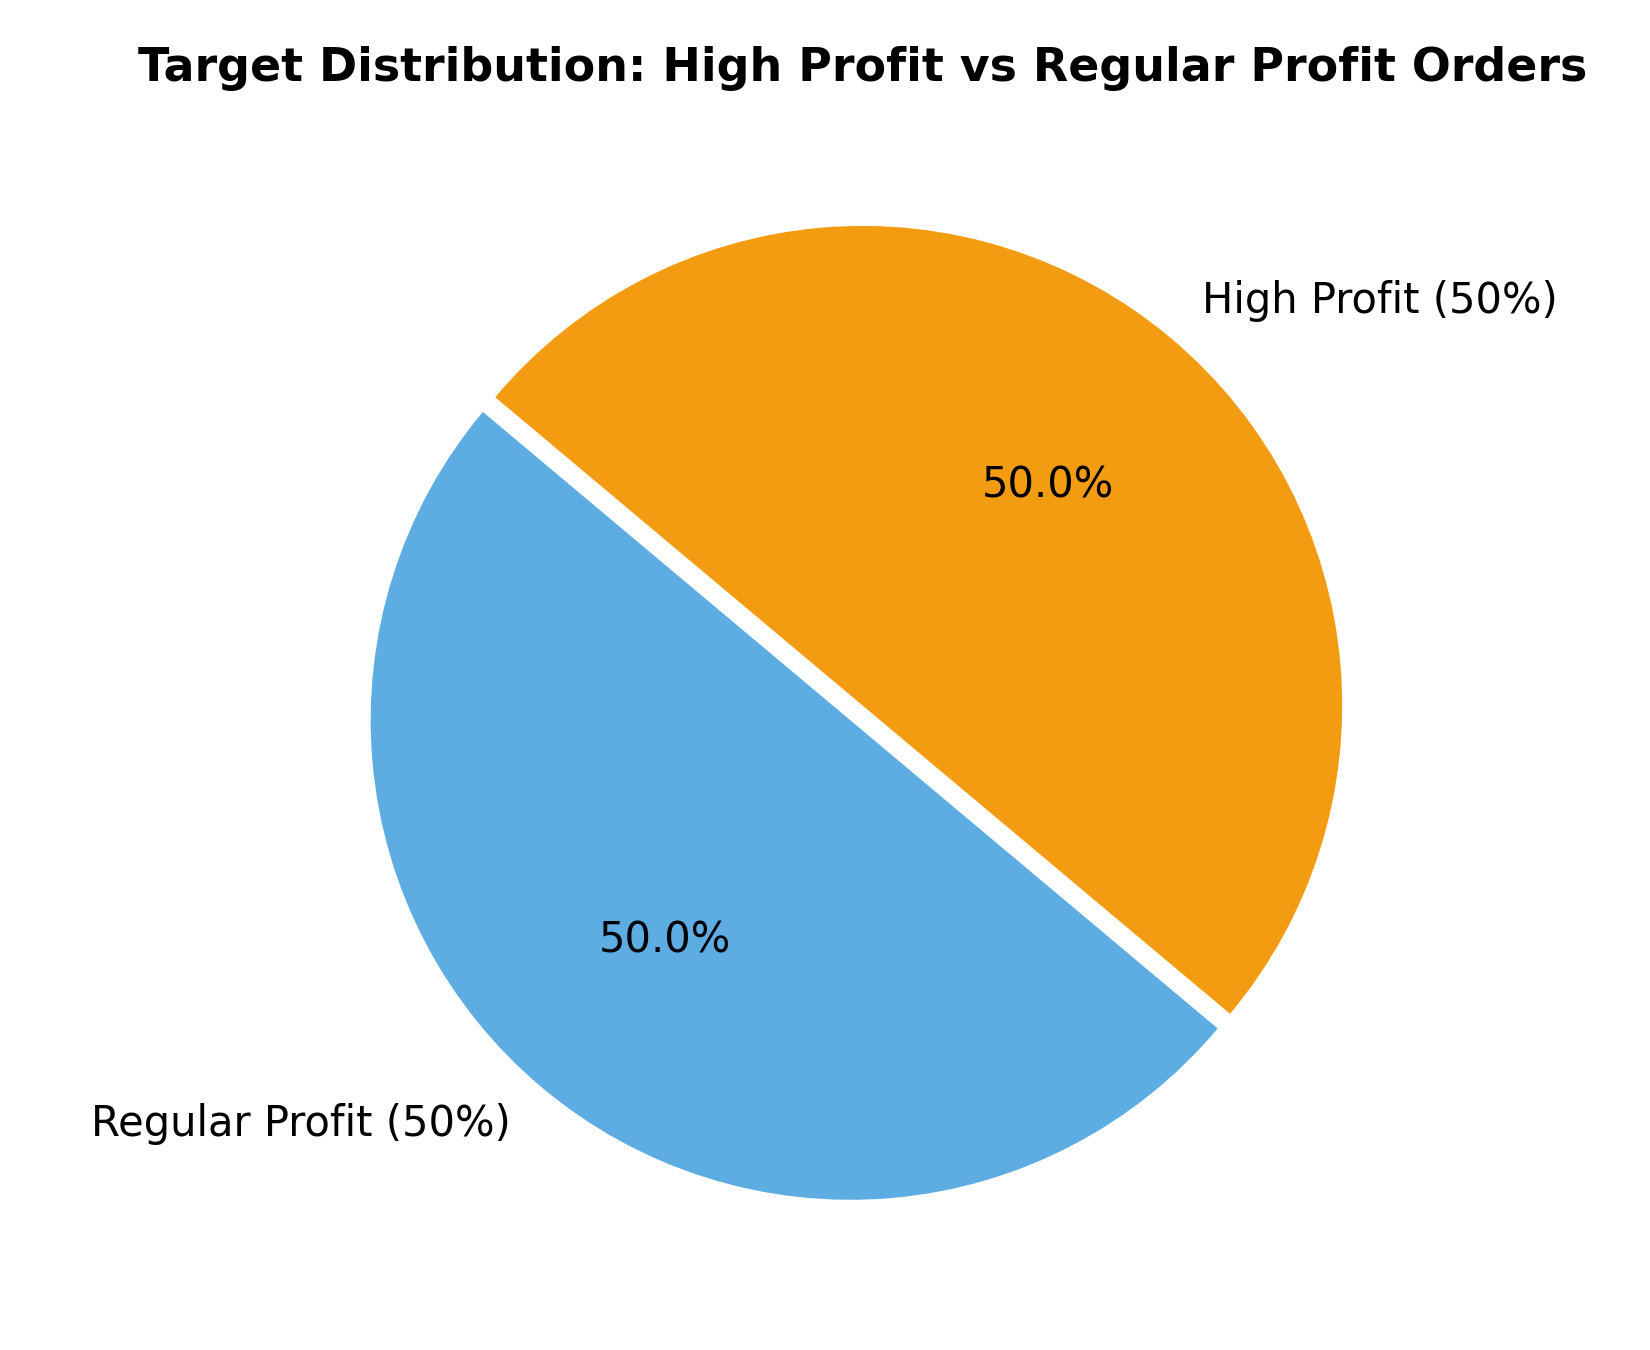 Target Distribution: High Profit vs Regular Profit Orders
High Profit (50%)
50.0%
50.0%
Regular Profit (50%)